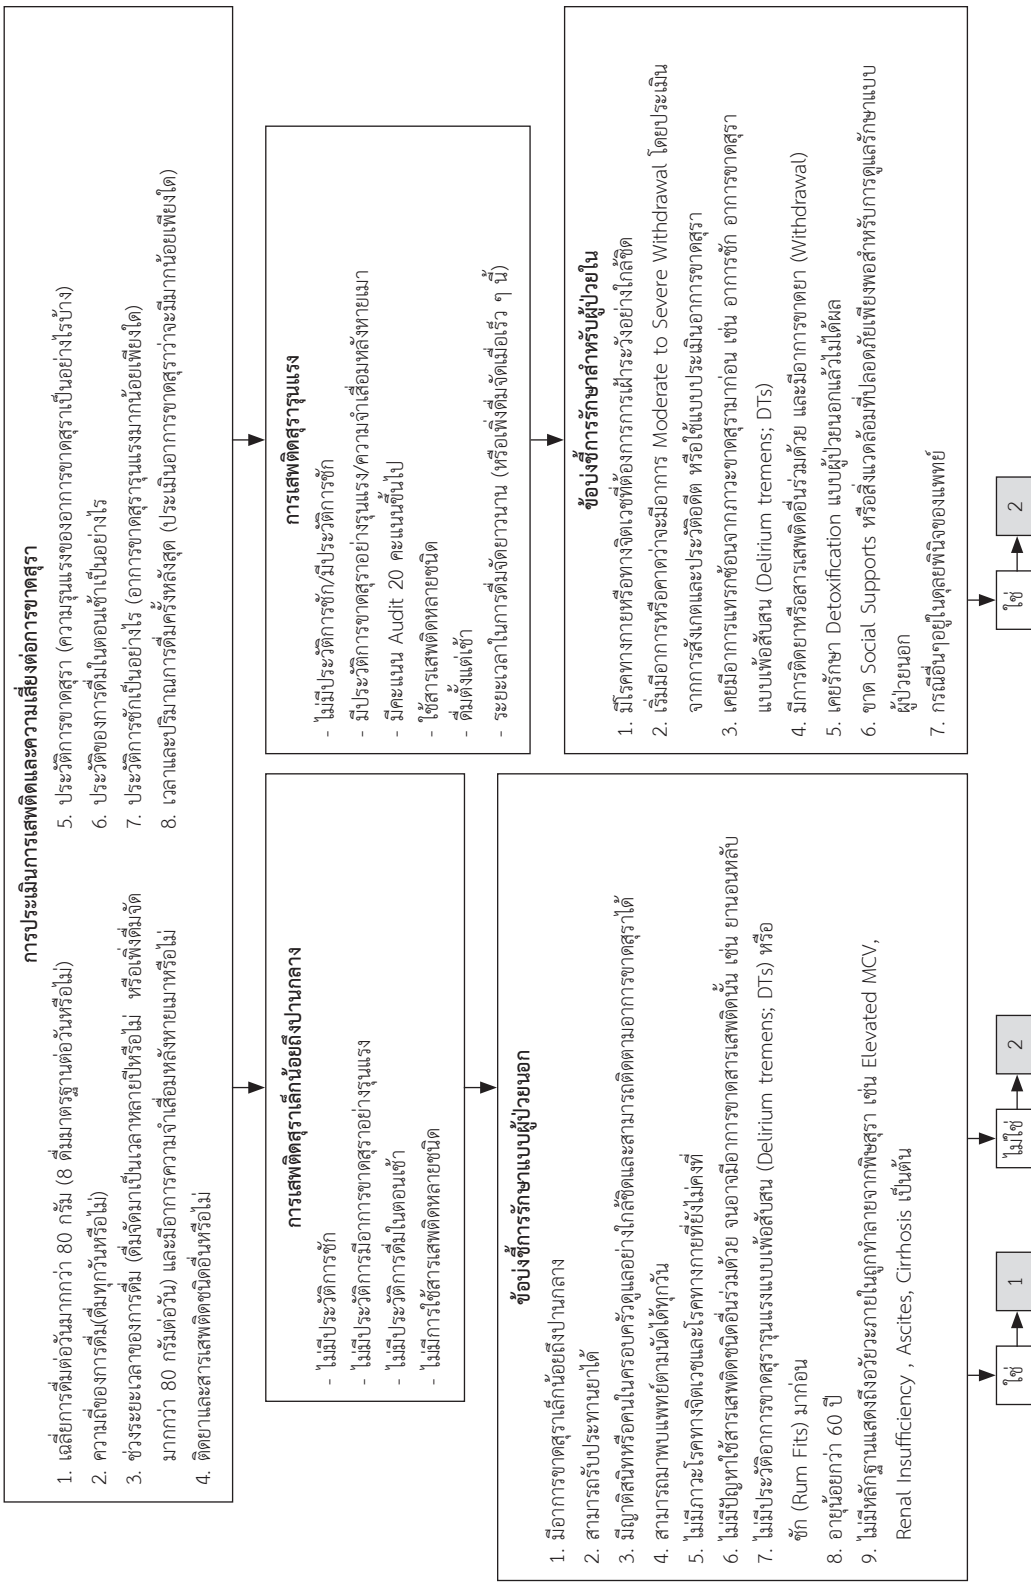 การประเมินการเสพติดและความเสี่ยงต่อการขาดสุรา
1. เฉลี่ยการดื่มต่อวันมากกว่า 80 กรัม (8 ดื่มมาตรฐานต่อวันหรือไม่)
2. ความถี่ของการดื่ม(ดื่มทุกวันหรือไม่)
3. ช่วงระยะเวลาของการดื่ม (ดื่มจัดมาเป็นเวลาหลายปีหรือไม่ หรือเพิ่งดื่มจัด
มากกว่า 80 กรัมต่อวัน) และมีอาการความจำเสื่อมหลังหายเมาหรือไม่
4. ติดยาและสารเสพติดชนิดอื่นหรือไม่
5. ประวัติการขาดสุรา (ความรุนแรงของอาการขาดสุราเป็นอย่างไรบ้าง)
6. ประวัติของการดื่มในตอนเช้าเป็นอย่างไร
7. ประวัติการชักเป็นอย่างไร (อาการขาดสุรารุนแรงมากน้อยเพียงใด)
8. เวลาและปริมาณการดื่มครั้งหลังสุด (ประเมินอาการขาดสุราว่าจะมีมากน้อยเพียงใด)
การเสพติดสุราเล็กน้อยถึงปานกลาง
- ไม่มีประวัติการชัก
- ไม่มีประวัติการมีอาการขาดสุราอย่างรุนแรง
- ไม่มีประวัติการดื่มในตอนเช้า
- ไม่มีการใช้สารเสพติดหลายชนิด
การเสพติดสุรารุนแรง
- ไม่มีประวัติการชัก/มีประวัติการชัก
- มีประวัติการขาดสุราอย่างรุนแรง/ความจำเสื่อมหลังหายเมา
- มีคะแนน Audit 20 คะแนนขึ้นไป
- ใช้สารเสพติดหลายชนิด
- ดื่มตั้งแต่เช้า
- ระยะเวลาในการดื่มจัดยาวนาน (หรือเพิ่งดื่มจัดเมื่อเร็ว ๆ นี้)
ข้อบ่งชี้การรักษาแบบผู้ป่วยนอก
1. มีอาการขาดสุราเล็กน้อยถึงปานกลาง
2. สามารถรับประทานยาได้
3. มีญาติสนิทหรือคนในครอบครัวดูแลอย่างใกล้ชิดและสามารถติดตามอาการขาดสุราได้
4. สามารถมาพบแพทย์ตามนัดได้ทุกวัน
5. ไม่มีภาวะโรคทางจิตเวชและโรคทางกายที่ยังไม่คงที่
6. ไม่มีปัญหาใช้สารเสพติดชนิดอื่นร่วมด้วย จนอาจมีอาการขาดสารเสพติดนั้น เช่น ยานอนหลับ
7. ไม่มีประวัติอาการขาดสุรารุนแรงแบบเพ้อสับสน (Delirium tremens; DTs) หรือ
ชัก (Rum Fits) มาก่อน
8. อายุน้อยกว่า 60 ปี
9. ไม่มีหลักฐานแสดงถึงอวัยวะภายในถูกทำลายจากพิษสุรา เช่น Elevated MCV,
Renal Insufficiency , Ascites, Cirrhosis เป็นต้น
ข้อบ่งชี้การรักษาสำหรับผู้ป่วยใน
1. มีโรคทางกายหรือทางจิตเวชที่ต้องการการเฝ้าระวังอย่างใกล้ชิด
2. เริ่มมีอาการหรือคาดว่าจะมีอาการ Moderate to Severe Withdrawal โดยประเมิน
จากการสังเกตและประวัติอดีต หรือใช้แบบประเมินอาการขาดสุรา
3. เคยมีอาการแทรกซ้อนจากภาวะขาดสุรามาก่อน เช่น อาการชัก อาการขาดสุรา
แบบเพ้อสับสน (Delirium tremens; DTs)
4. มีการติดยาหรือสารเสพติดอื่นร่วมด้วย และมีอาการขาดยา (Withdrawal)
5. เคยรักษา Detoxification แบบผู้ป่วยนอกแล้วไม่ได้ผล
6. ขาด Social Supports หรือสิ่งแวดล้อมที่ปลอดภัยเพียงพอสำหรับการดูแลรักษาแบบ
ผู้ป่วยนอก
7. กรณีอื่นๆอยู่ในดุลยพินิจของแพทย์
ใช่
1
ไม่ใช่
2
ใช่
2